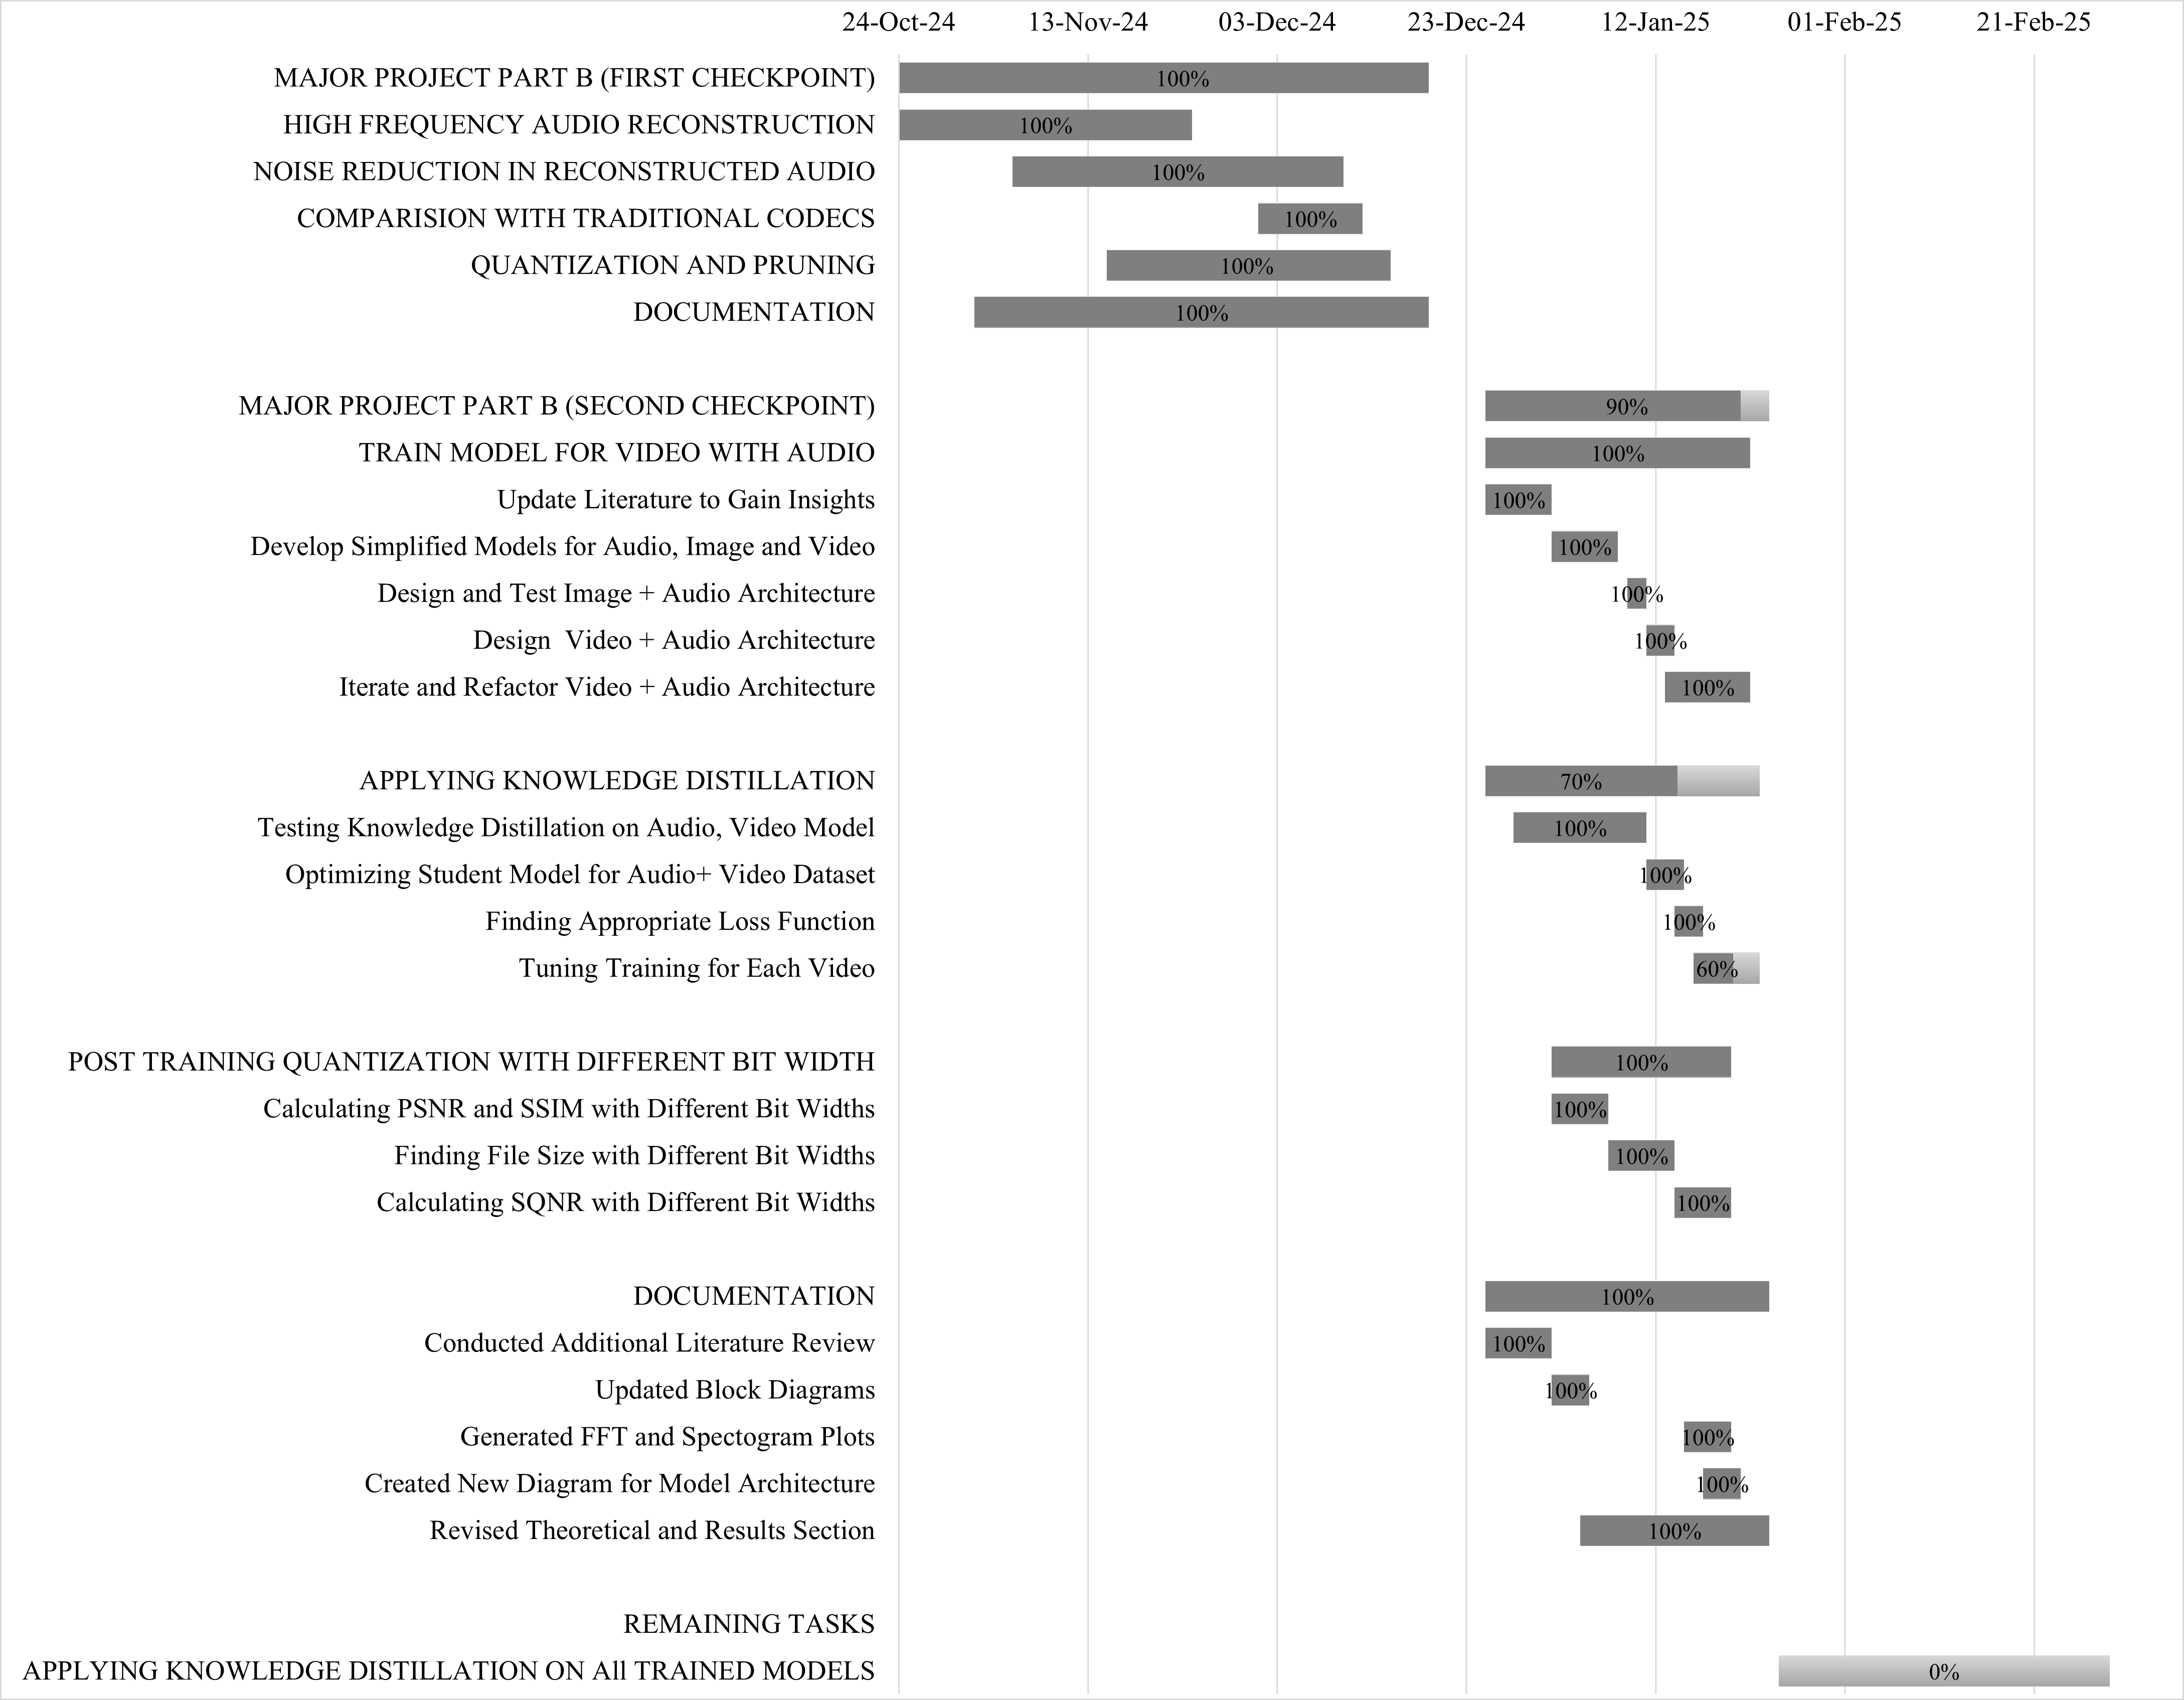 24-Oct-24 13-Nov-24 03-Dec-24 23-Dec-24 12-Jan-25 01-Feb-25 21-Feb-25
MAJOR PROJECT PART B (FIRST CHECKPOINT) 100%
HIGH FREQUENCY AUDIO RECONSTRUCTION 100%
NOISE REDUCTION IN RECONSTRUCTED AUDIO 100%
COMPARISION WITH TRADITIONAL CODECS 100%
QUANTIZATION AND PRUNING 100%
DOCUMENTATION 100%
MAJOR PROJECT PART B (SECOND CHECKPOINT) 90%
TRAIN MODEL FOR VIDEO WITH AUDIO 100%
Update Literature to Gain Insights 100%
Develop Simplified Models for Audio, Image and Video 100%
Design and Test Image + Audio Architecture 100%
Design  Video + Audio Architecture 100%
Iterate and Refactor Video + Audio Architecture 100%
APPLYING KNOWLEDGE DISTILLATION 70%
Testing Knowledge Distillation on Audio, Video Model 100%
Optimizing Student Model for Audio+ Video Dataset 100%
Finding Appropriate Loss Function 100%
Tuning Training for Each Video 60%
POST TRAINING QUANTIZATION WITH DIFFERENT BIT WIDTH 100%
Calculating PSNR and SSIM with Different Bit Widths 100%
Finding File Size with Different Bit Widths 100%
Calculating SQNR with Different Bit Widths 100%
DOCUMENTATION 100%
Conducted Additional Literature Review 100%
Updated Block Diagrams 100%
Generated FFT and Spectogram Plots 100%
Created New Diagram for Model Architecture 100%
Revised Theoretical and Results Section 100%
REMAINING TASKS
APPLYING KNOWLEDGE DISTILLATION ON All TRAINED MODELS 0%